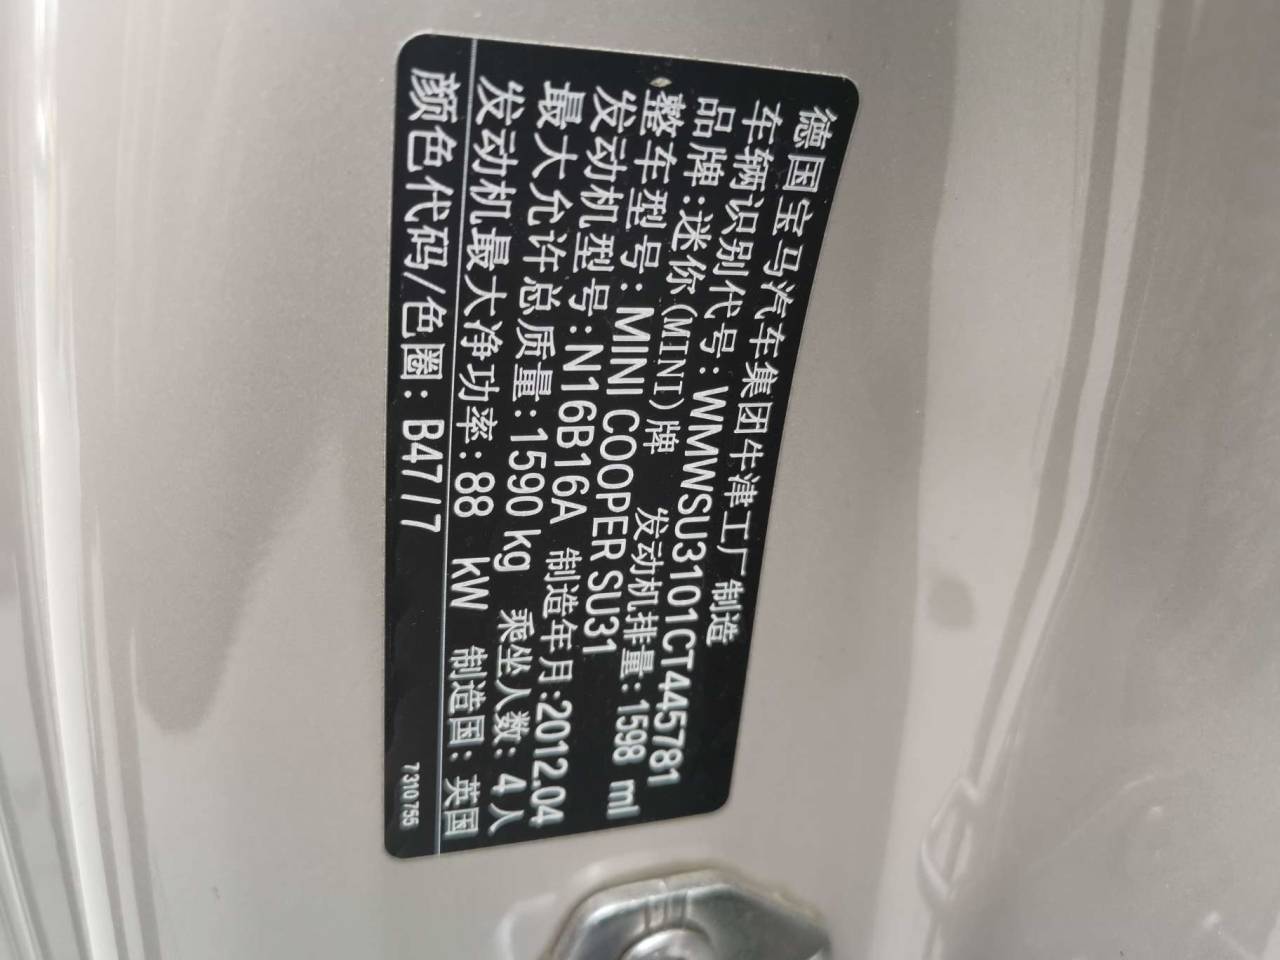 德国宝马汽车集团牛津工厂 制造
车辆识别代号:WMWSU3101CT445781
品牌:迷你(MINI)牌 发动机排量:1598 ml
整车型号:MINI COOPER SU31
发动机型号:N16B16A 制造年月:2012.04
最大允许总质量:1590 kg 乘坐人数:4人
发动机最大净功率:88 kW 制造国:英国
颜色代码/色圈: B47 / 7 7 310 755